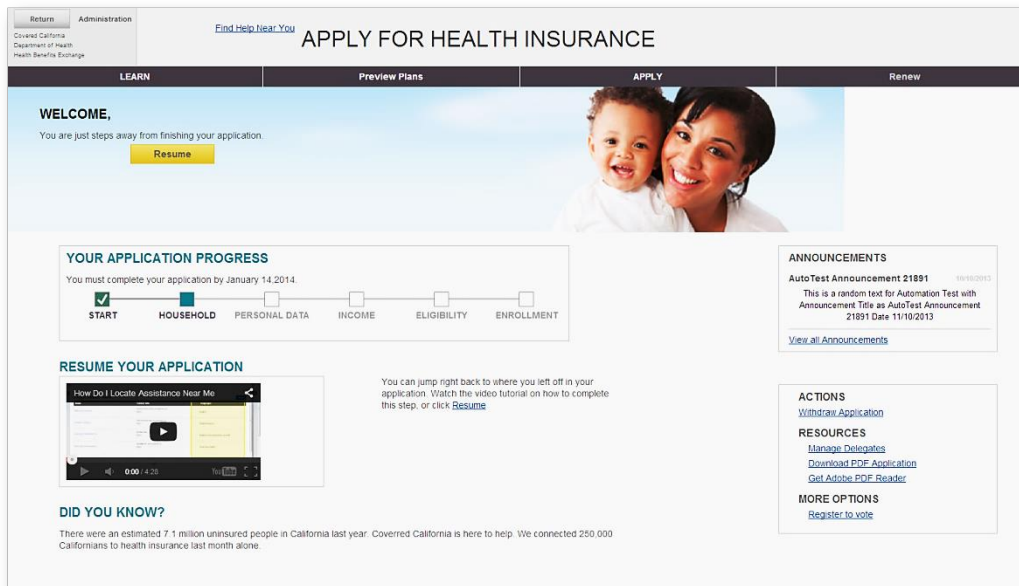 Return Administration
Covered California
Department of Health
Health Benefits Exchange
Find Help Near You
APPLY FOR HEALTH INSURANCE
LEARN Preview Plans APPLY Renew
WELCOME,
You are just steps away from finishing your application.
Resume
YOUR APPLICATION PROGRESS
You must complete your application by January 14,2014.
START HOUSEHOLD PERSONAL DATA INCOME ELIGIBILITY ENROLLMENT
RESUME YOUR APPLICATION
How Do I Locate Assistance Near Me
0:00 / 4:28 YouTube
You can jump right back to where you left off in your
application. Watch the video tutorial on how to complete
this step, or click Resume
DID YOU KNOW?
There were an estimated 7.1 million uninsured people in California last year. Coverred California is here to help. We connected 250,000
Californians to health insurance last month alone.
ANNOUNCEMENTS
AutoTest Announcement 21891 10/10/2013
This is a random text for Automation Test with
Announcement Title as AutoTest Announcement
21891 Date 11/10/2013
View all Announcements
ACTIONS
Withdraw Application
RESOURCES
Manage Delegates
Download PDF Application
Get Adobe PDF Reader
MORE OPTIONS
Register to vote